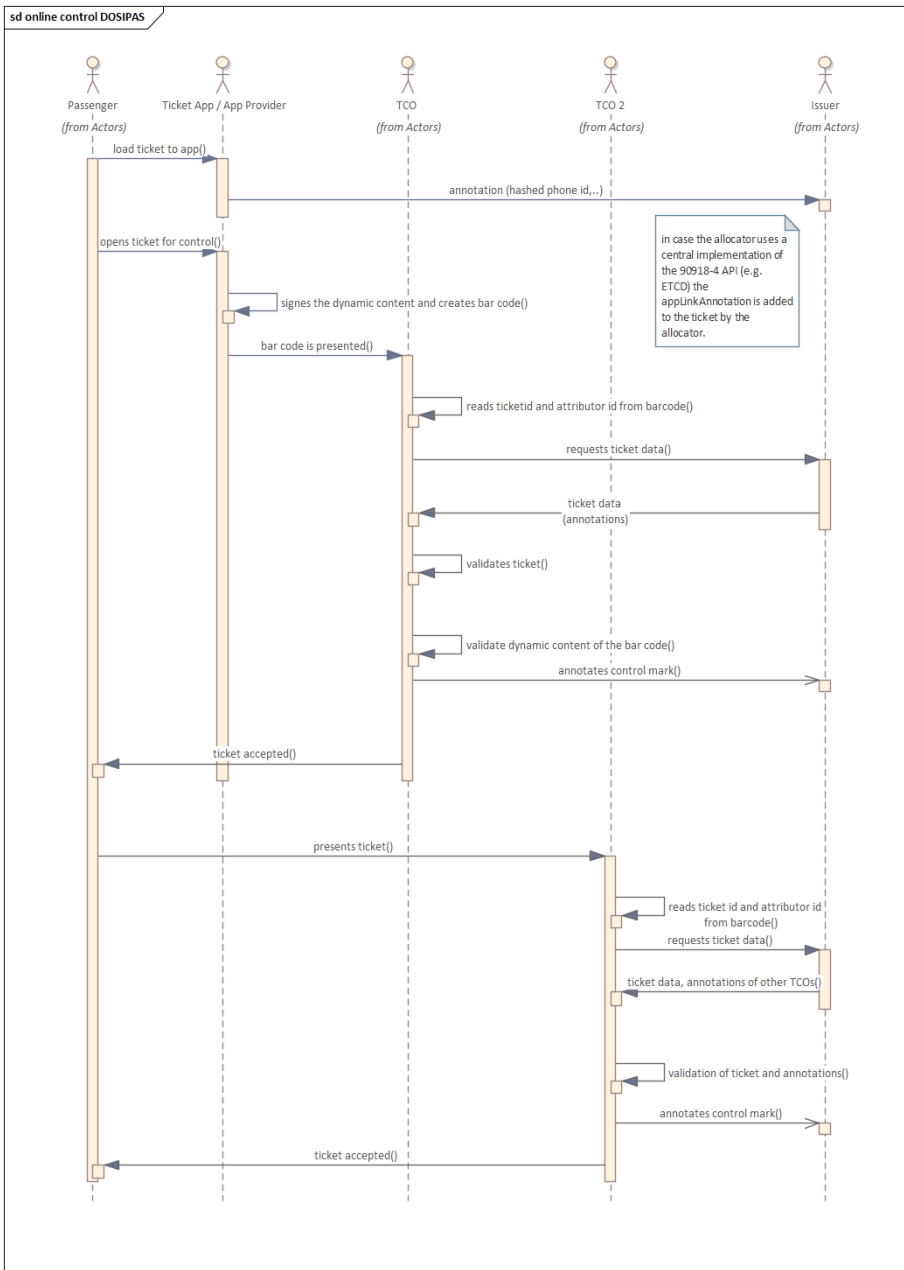 sd online control DOSIPAS
Passenger
(from Actors)
Ticket App / App Provider
TCO
(from Actors)
TCO 2
(from Actors)
Issuer
(from Actors)
load ticket to app()
annotation (hashed phone id,..)
in case the allocator uses a
central implementation of
the 90918-4 API (e.g.
ETCD) the
appLinkAnnotation is added
to the ticket by the
allocator.
opens ticket for control()
signes the dynamic content and creates bar code()
bar code is presented()
reads ticketid and attributor id from barcode()
requests ticket data()
ticket data
(annotations)
validates ticket()
validate dynamic content of the bar code()
annotates control mark()
ticket accepted()
presents ticket()
reads ticket id and attributor id
from barcode()
requests ticket data()
ticket data, annotations of other TCOs()
validation of ticket and annotations()
annotates control mark()
ticket accepted()